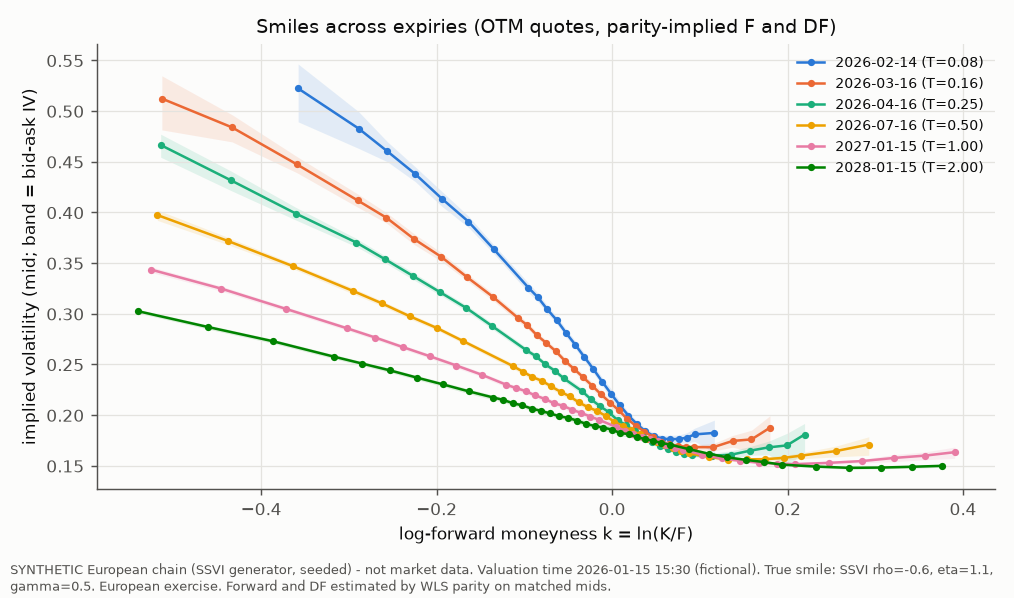 Smiles across expiries (OTM quotes, parity-implied F and DF)
implied volatility (mid; band = bid-ask IV)
0.55
0.50
0.45
0.40
0.35
0.30
0.25
0.20
0.15
2026-02-14 (T=0.08)
2026-03-16 (T=0.16)
2026-04-16 (T=0.25)
2026-07-16 (T=0.50)
2027-01-15 (T=1.00)
2028-01-15 (T=2.00)
−0.4
−0.2
0.0
0.2
0.4
log-forward moneyness k = ln(K/F)
SYNTHETIC European chain (SSVI generator, seeded) - not market data. Valuation time 2026-01-15 15:30 (fictional). True smile: SSVI rho=-0.6, eta=1.1,
gamma=0.5. European exercise. Forward and DF estimated by WLS parity on matched mids.